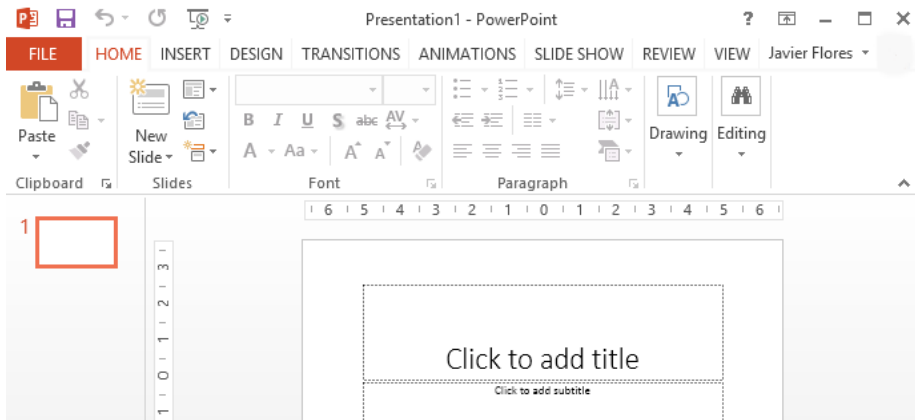 Presentation1 - PowerPoint ?
FILE HOME INSERT DESIGN TRANSITIONS ANIMATIONS SLIDE SHOW REVIEW VIEW Javier Flores
Paste New Slide B I U S abc AV A Aa A A Drawing Editing
Clipboard Slides Font Paragraph
6 5 4 3 2 1 0 1 2 3 4 5 6
1
3 2 1 0 1
Click to add title
Click to add subtitle